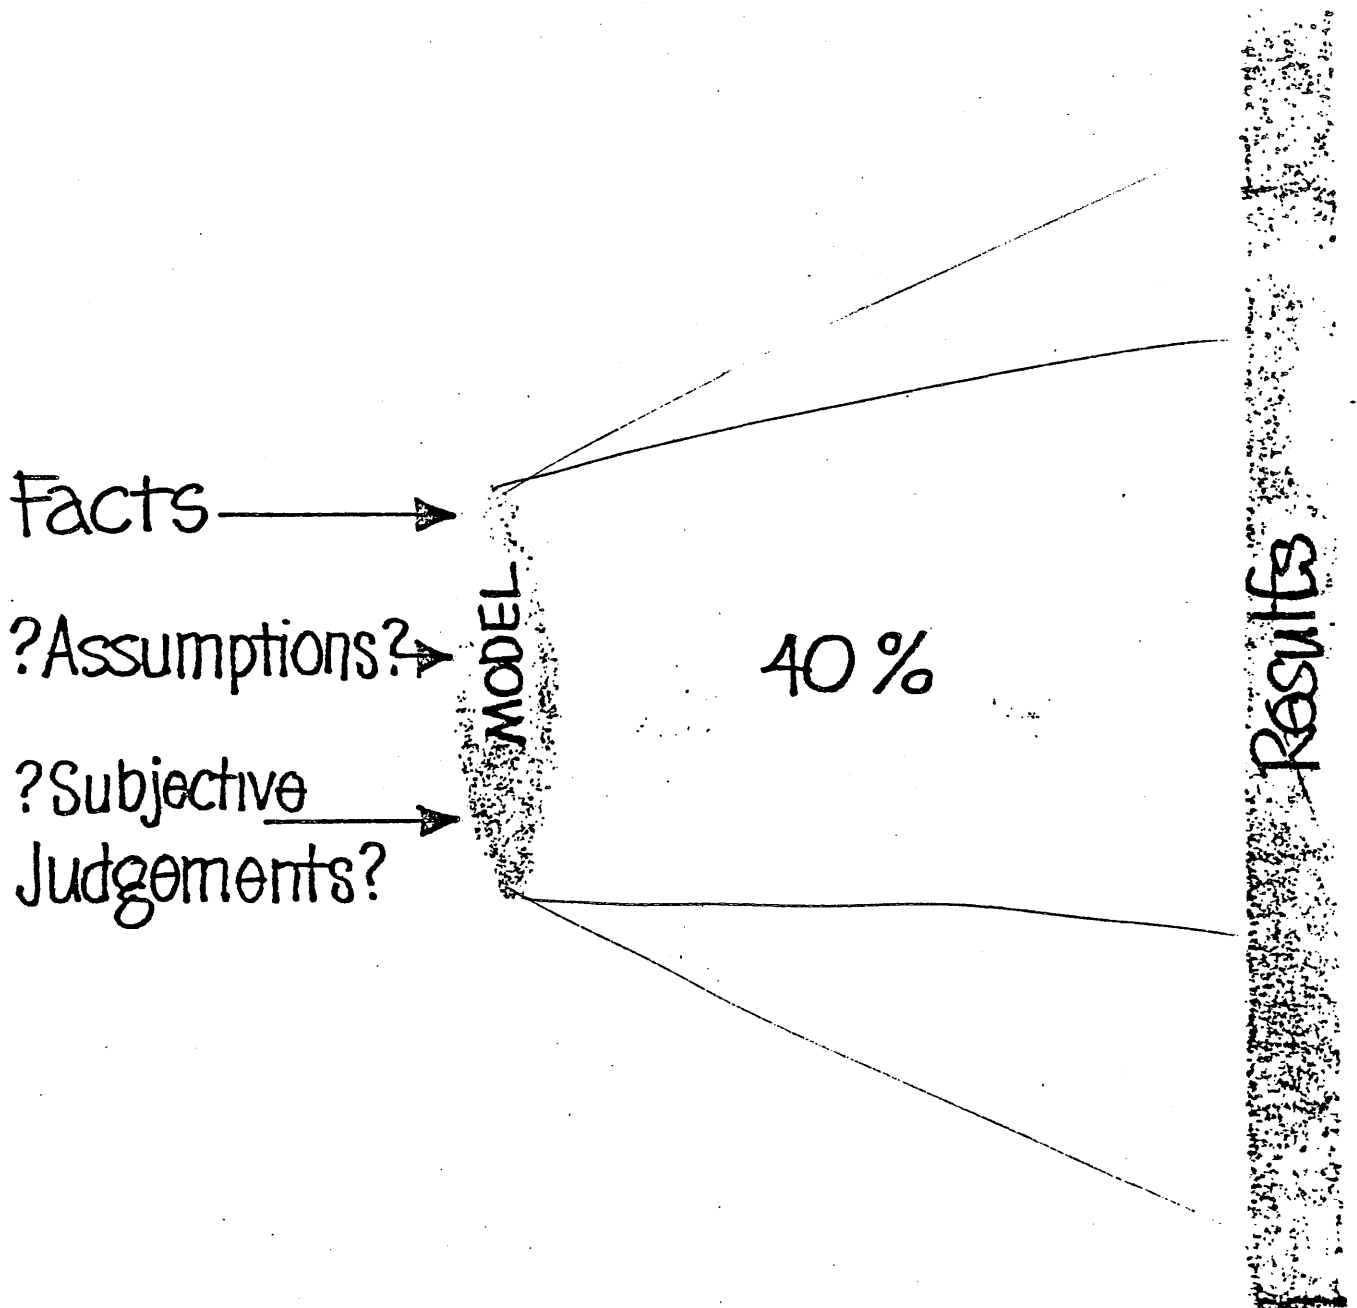 Facts
?Assumptions?
?Subjective
Judgements?
MODEL
40%
Results